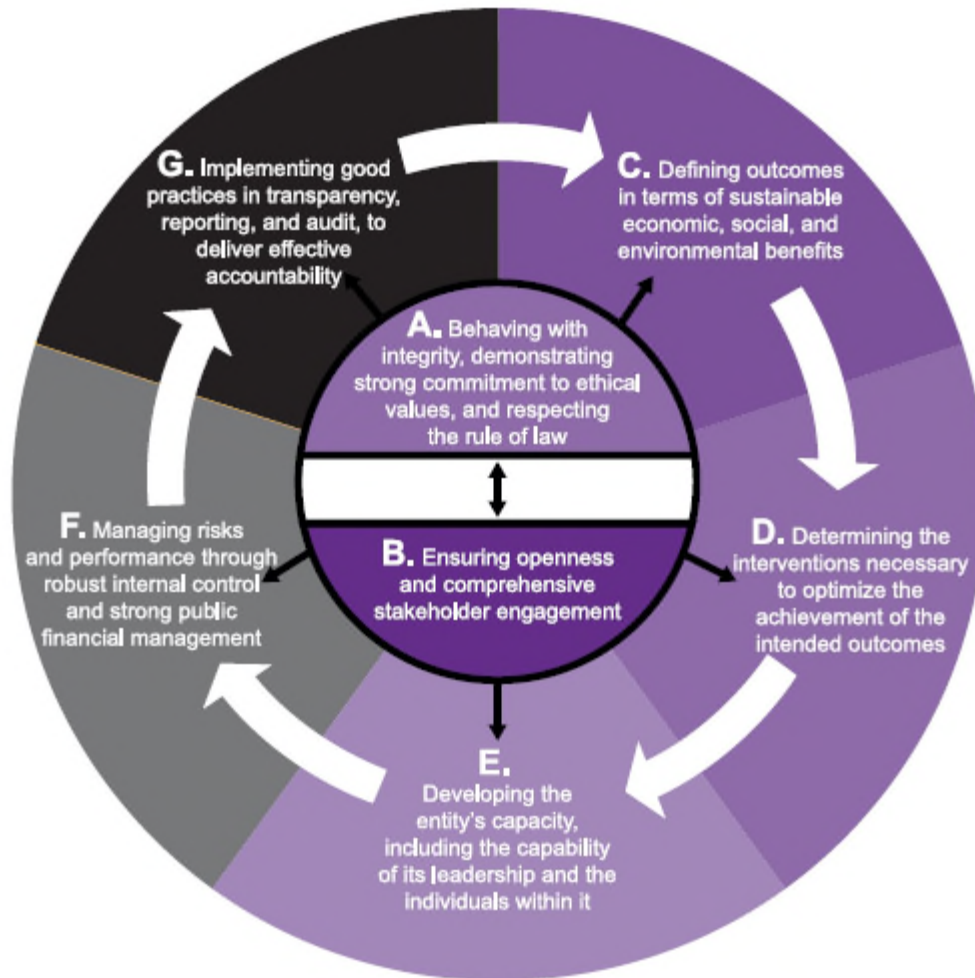 G. Implementing good
practices in transparency,
reporting, and audit, to
deliver effective
accountability
C. Defining outcomes
in terms of sustainable
economic, social, and
environmental benefits
A. Behaving with
integrity, demonstrating
strong commitment to ethical
values, and respecting
the rule of law
B. Ensuring openness
and comprehensive
stakeholder engagement
D. Determining the
interventions necessary
to optimize the
achievement of the
intended outcomes
E.
Developing the
entity's capacity,
including the capability
of its leadership and the
individuals within it
F. Managing risks
and performance through
robust internal control
and strong public
financial management